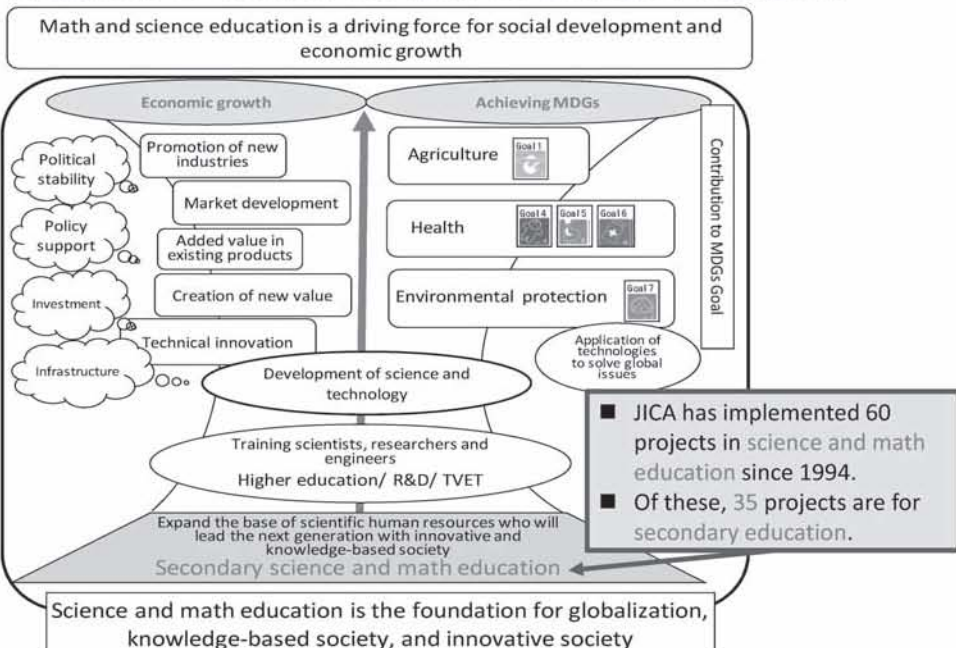 Math and science education is a driving force for social development and
economic growth
Economic growth
Achieving MDGs
Political
stability
Policy
support
Investment
Infrastructure
Promotion of new
industries
Market development
Added value in
existing products
Creation of new value
Technical innovation
Agriculture
Goal 1
Health
Goal 4
Goal 5
Goal 6
Environmental protection
Goal 7
Contribution to MDGs Goal
Application of
technologies
to solve global
issues
Development of science and
technology
Training scientists, researchers and
engineers
Higher education/ R&D/ TVET
Expand the base of scientific human resources who will
lead the next generation with innovative and
knowledge-based society
Secondary science and math education
■ JICA has implemented 60
projects in science and math
education since 1994.
■ Of these, 35 projects are for
secondary education.
Science and math education is the foundation for globalization,
knowledge-based society, and innovative society